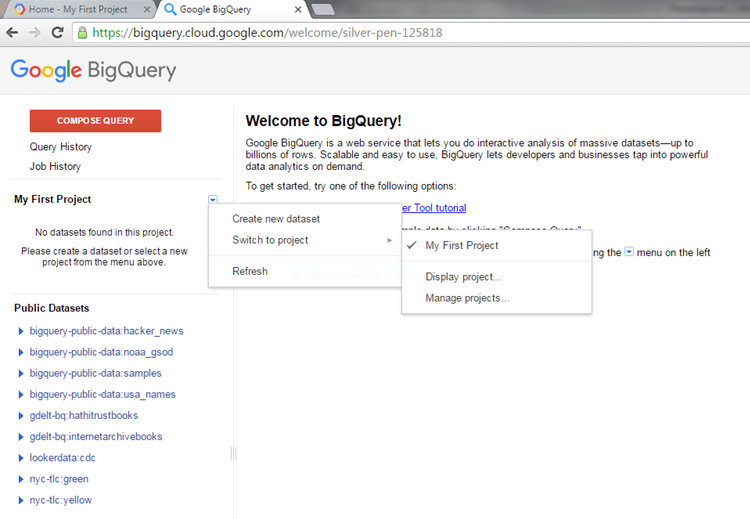 Home - My First Project
Google BigQuery
https://bigquery.cloud.google.com/welcome/silver-pen-125818
Google BigQuery
COMPOSE QUERY
Query History
Job History
My First Project
No datasets found in this project.
Please create a dataset or select a new
project from the menu above.
Public Datasets
bigquery-public-data:hacker_news
bigquery-public-data:noaa_gsod
bigquery-public-data:samples
bigquery-public-data:usa_names
gdelt-bq:hathitrustbooks
gdelt-bq:internetarchivebooks
lookerdata:cdc
nyc-tlc:green
nyc-tlc:yellow
Welcome to BigQuery!
Google BigQuery is a web service that lets you do interactive analysis of massive datasets—up to
billions of rows. Scalable and easy to use, BigQuery lets developers and businesses tap into powerful
data analytics on demand.
To get started, try one of the following options:
Tool tutorial
menu on the left
Create new dataset
Switch to project
Refresh
My First Project
Display project...
Manage projects...